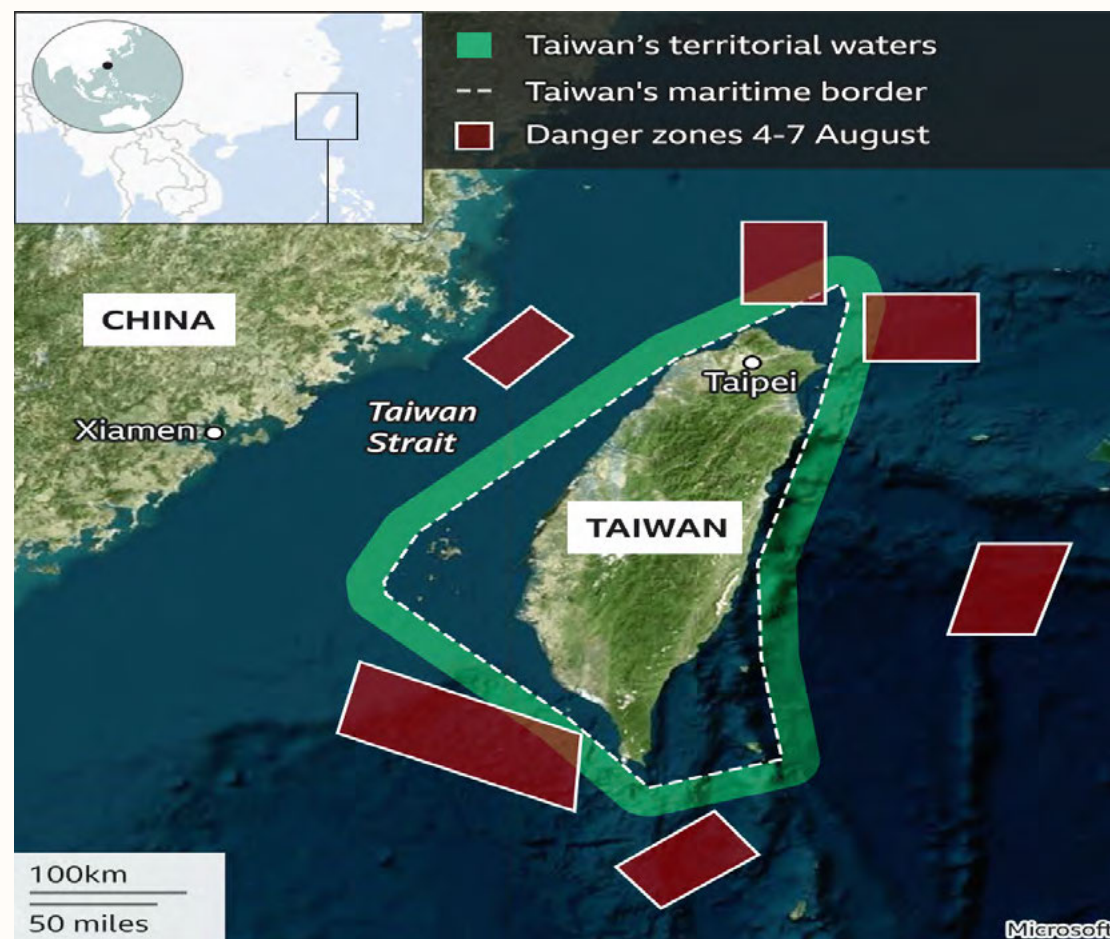 Taiwan's territorial waters
Taiwan's maritime border
Danger zones 4-7 August
CHINA
Xiamen
Taiwan
Strait
Taipei
TAIWAN
100km
50 miles
Microsoft